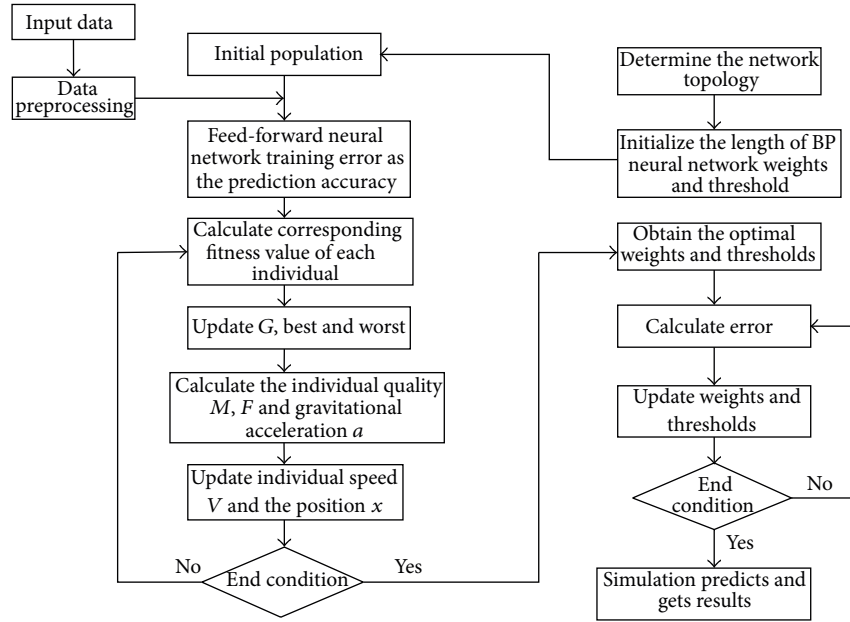 Input data
Data
preprocessing
Initial population
Feed-forward neural
network training error as
the prediction accuracy
Calculate corresponding
fitness value of each
individual
Update G, best and worst
Calculate the individual quality
M, F and gravitational
acceleration a
Update individual speed
V and the position x
End condition
No
Yes
Determine the network
topology
Initialize the length of BP
neural network weights
and threshold
Obtain the optimal
weights and thresholds
Calculate error
Update weights and
thresholds
End
condition
No
Yes
Simulation predicts and
gets results